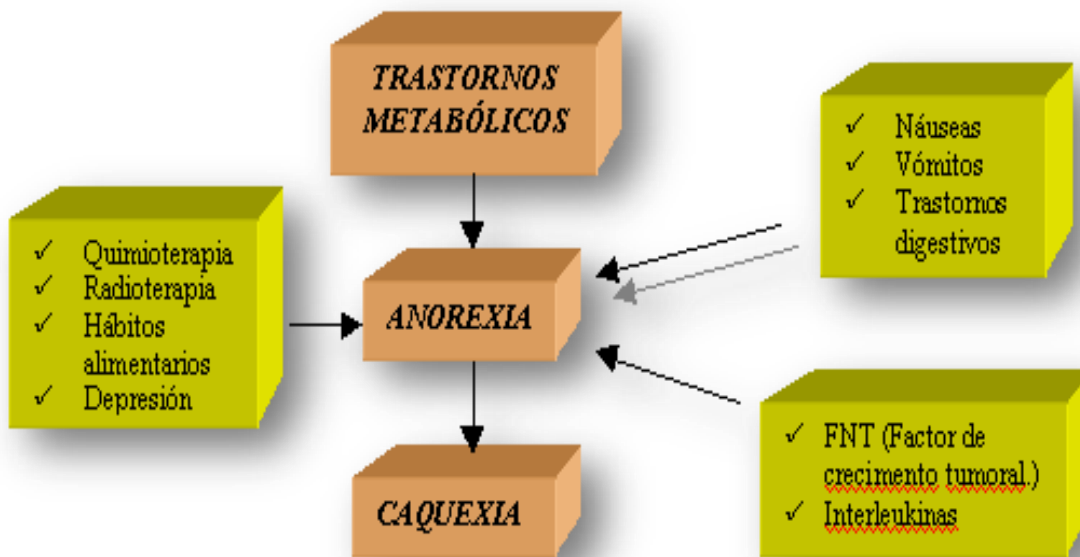 TRASTORNOS
METABÓLICOS
✓ Náuseas
✓ Vómitos
✓ Trastornos
digestivos
✓ Quimioterapia
✓ Radioterapia
✓ Hábitos
alimentarios
✓ Depresión
ANOREXIA
✓ FNT (Factor de
crecimento tumoral.)
✓ Interleukinas
CAQUEXIA